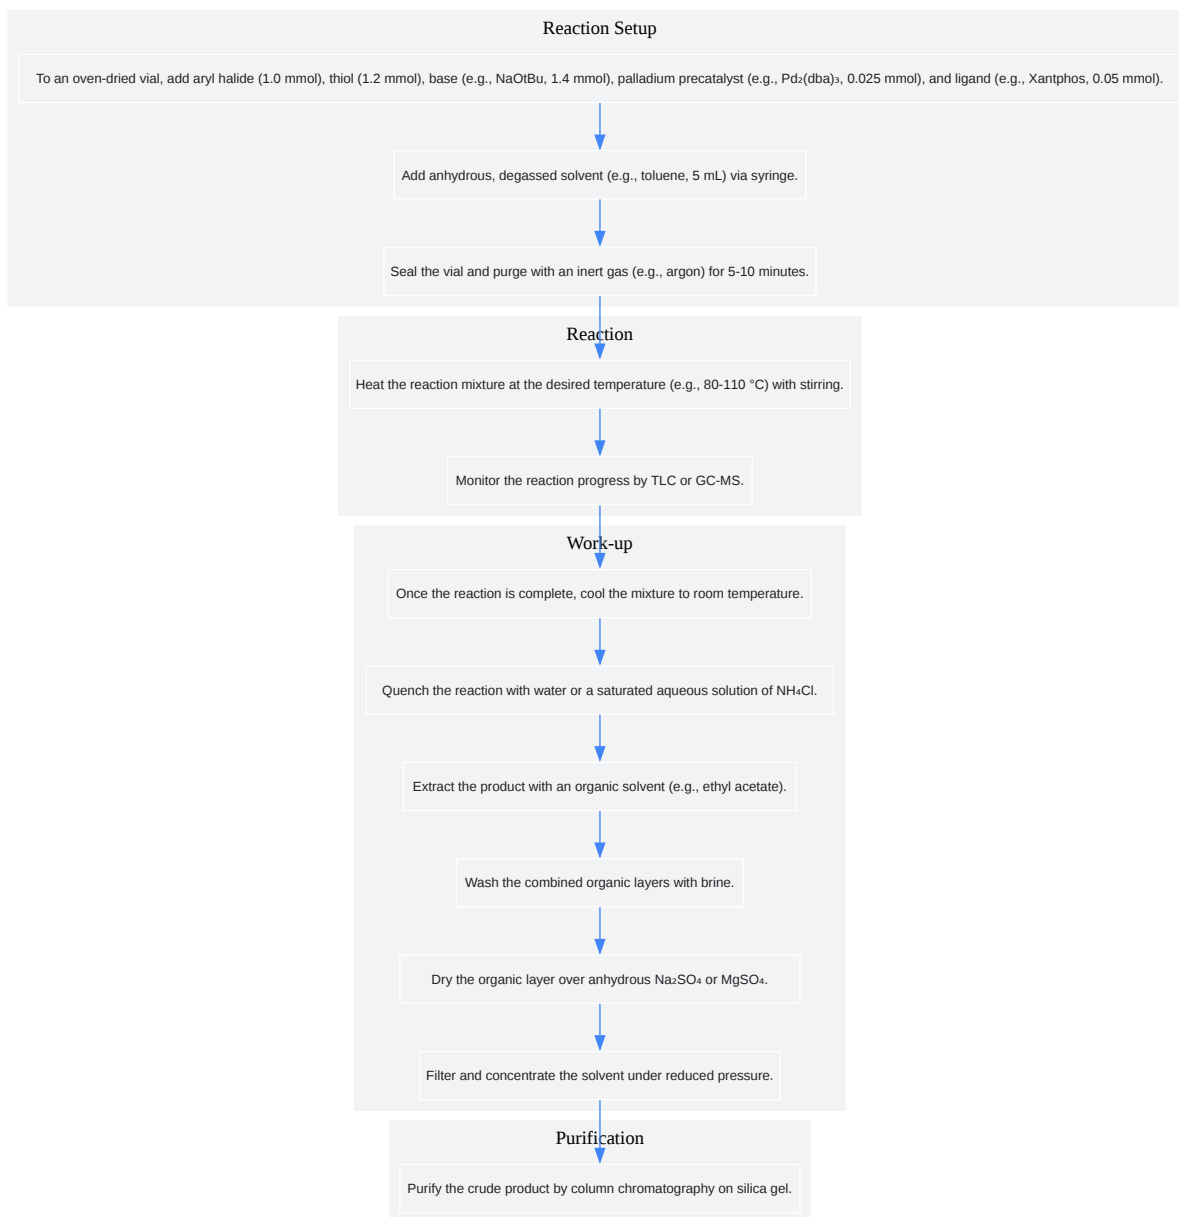 Reaction Setup
To an oven-dried vial, add aryl halide (1.0 mmol), thiol (1.2 mmol), base (e.g., NaOtBu, 1.4 mmol), palladium precatalyst (e.g., Pd₂(dba)₃, 0.025 mmol), and ligand (e.g., Xantphos, 0.05 mmol).
Add anhydrous, degassed solvent (e.g., toluene, 5 mL) via syringe.
Seal the vial and purge with an inert gas (e.g., argon) for 5-10 minutes.
Reaction
Heat the reaction mixture at the desired temperature (e.g., 80-110 °C) with stirring.
Monitor the reaction progress by TLC or GC-MS.
Work-up
Once the reaction is complete, cool the mixture to room temperature.
Quench the reaction with water or a saturated aqueous solution of NH₄Cl.
Extract the product with an organic solvent (e.g., ethyl acetate).
Wash the combined organic layers with brine.
Dry the organic layer over anhydrous Na₂SO₄ or MgSO₄.
Filter and concentrate the solvent under reduced pressure.
Purification
Purify the crude product by column chromatography on silica gel.